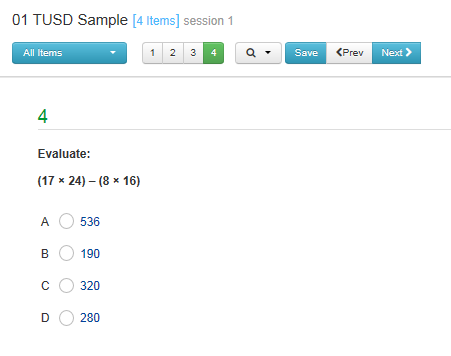 01 TUSD Sample [4 Items] session 1
All Items 1 2 3 4 Save Prev Next
4
Evaluate:
(17 × 24) – (8 × 16)
A 536
B 190
C 320
D 280